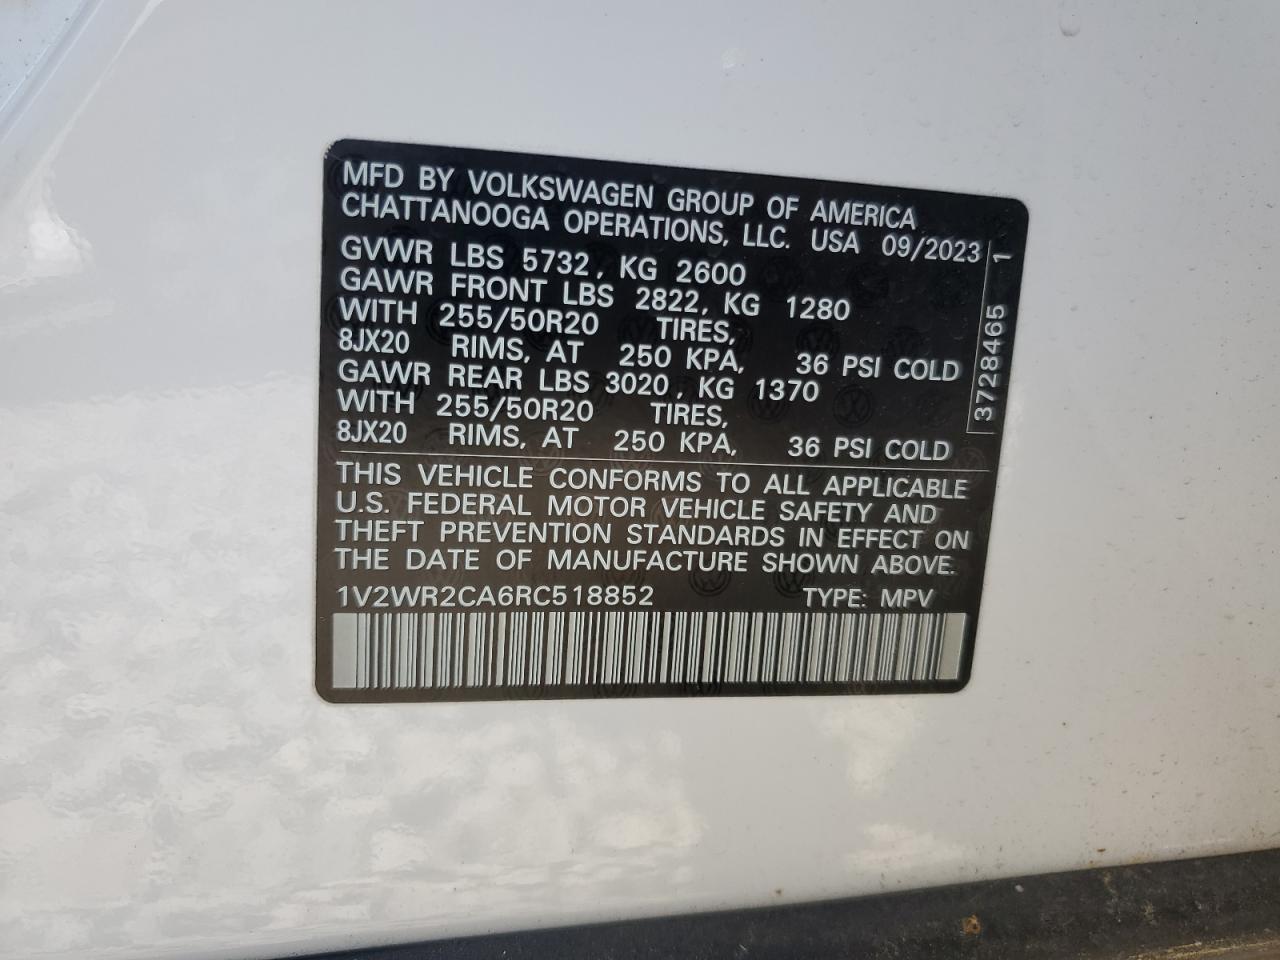 MFD BY VOLKSWAGEN GROUP OF AMERICA
CHATTANOOGA OPERATIONS, LLC. USA 09/2023
GVWR LBS 5732, KG 2600
GAWR FRONT LBS 2822, KG 1280
WITH 255/50R20 TIRES,
8JX20 RIMS, AT 250 KPA, 36 PSI COLD
GAWR REAR LBS 3020, KG 1370
WITH 255/50R20 TIRES,
8JX20 RIMS, AT 250 KPA, 36 PSI COLD
3728465 1
THIS VEHICLE CONFORMS TO ALL APPLICABLE
U.S. FEDERAL MOTOR VEHICLE SAFETY AND
THEFT PREVENTION STANDARDS IN EFFECT ON
THE DATE OF MANUFACTURE SHOWN ABOVE.
1V2WR2CA6RC518852 TYPE: MPV